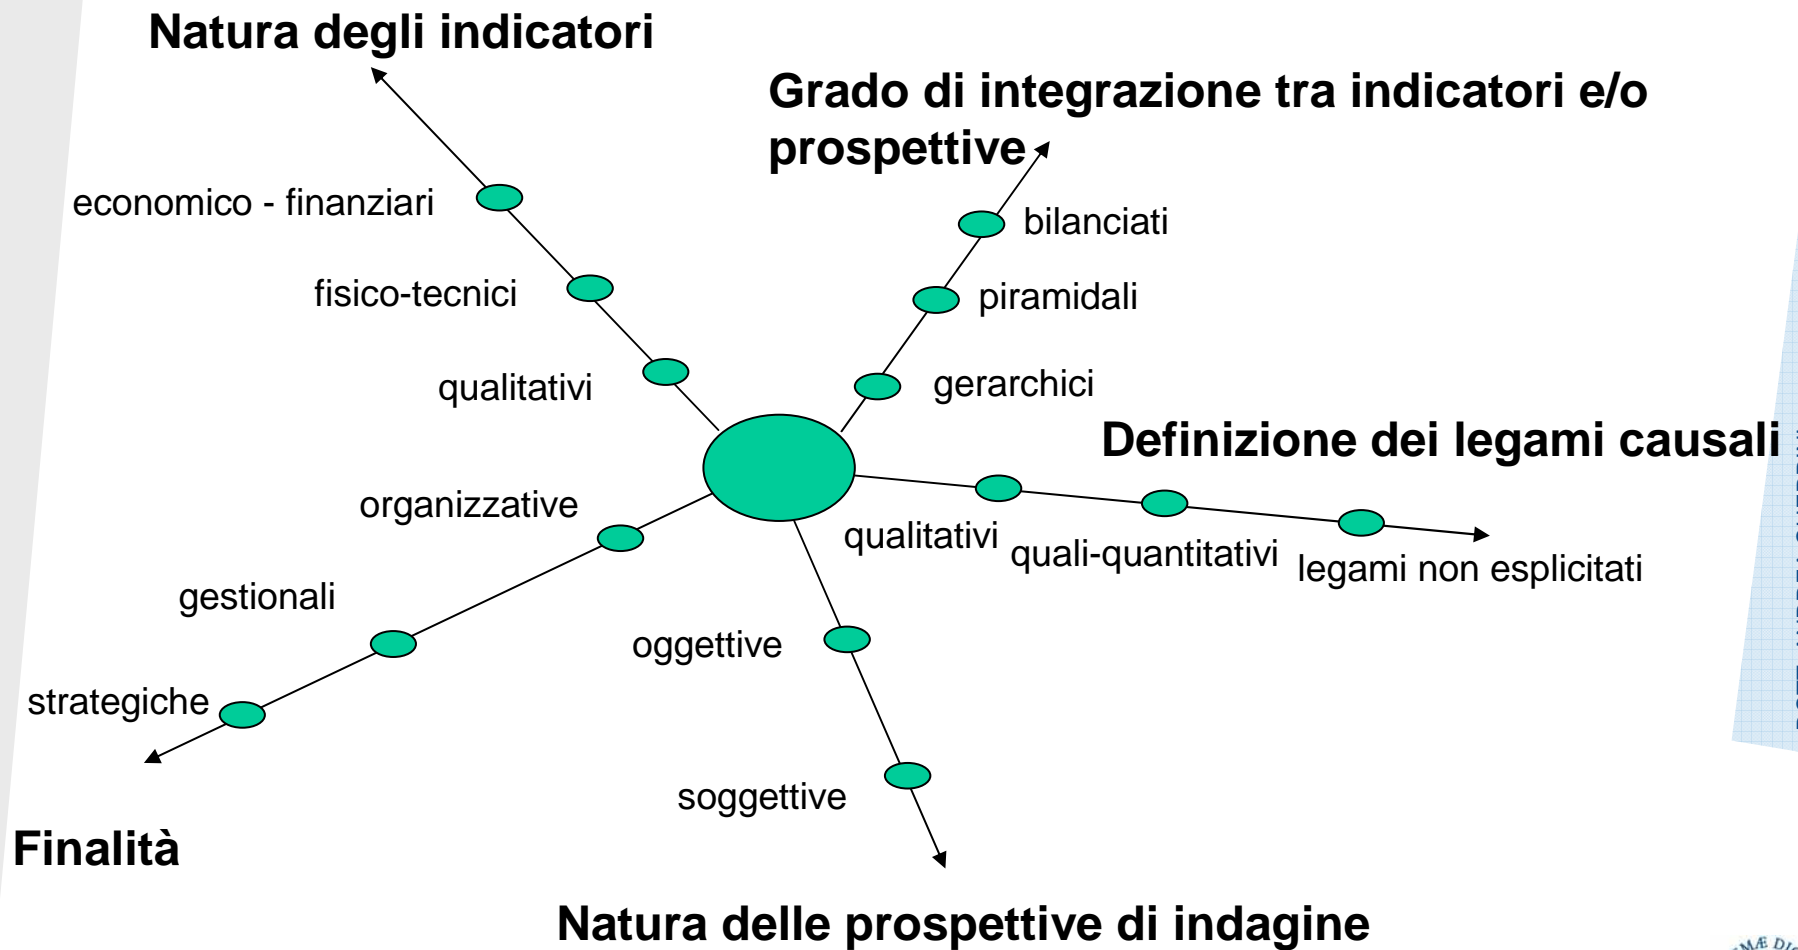 Natura degli indicatori
Grado di integrazione tra indicatori e/o
prospettive
economico - finanziari
bilanciati
fisico-tecnici
piramidali
qualitativi
gerarchici
Definizione dei legami causali
organizzative
qualitativi
quali-quantitativi
legami non esplicitati
gestionali
oggettive
strategiche
soggettive
Finalità
Natura delle prospettive di indagine